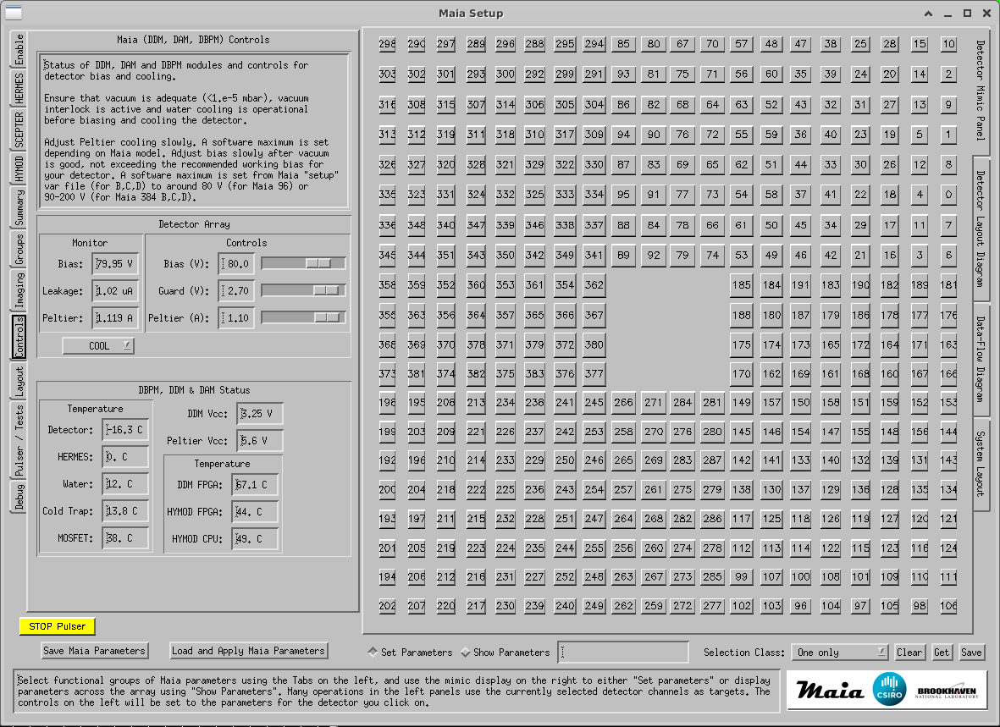 Maia Setup
Enable
HERMES
SCEPTER
HYMOD
Summary
Groups
Imaging
Controls
Layout
Pulser / Tests
Debug
Maia (DDM, DAM, DBPM) Controls
Status of DDM, DAM and DBPM modules and controls for
detector bias and cooling.
Ensure that vacuum is adequate (<1.e-5 mbar), vacuum
interlock is active and water cooling is operational
before biasing and cooling the detector.
Adjust Peltier cooling slowly. A software maximum is set
depending on Maia model. Adjust bias slowly after vacuum
is good, not exceeding the recommended working bias for
your detector. A software maximum is set from Maia "setup"
var file (for B,C,D) to around 80 V (for Maia 96) or
90-200 V (for Maia 384 B,C,D).
Detector Array
Monitor
Bias: 79.95 V
Leakage: 1.02 uA
Peltier: 1.119 A
Controls
Bias (V): 80.0
Guard (V): 2.70
Peltier (A): 1.10
COOL
DBPM, DDM & DAM Status
Temperature
Detector: -16.3 C
HERMES: 0. C
Water: 12. C
Cold Trap: 13.8 C
MOSFET: 38. C
DDM Vcc: 3.25 V
Peltier Vcc: 5.6 V
Temperature
DDM FPGA: 67.1 C
HYMOD FPGA: 44. C
HYMOD CPU: 49. C
298 290 297 289 296 288 295 294 85 80 67 70 57 48 47 38 25 28 15 10
303 302 301 293 300 292 299 291 93 81 75 71 56 60 35 39 24 20 14 2
316 308 315 307 314 306 305 304 86 82 68 64 63 52 43 32 31 27 13 9
313 312 319 311 318 310 317 309 94 90 76 72 55 59 36 40 23 19 5 1
326 327 320 328 321 329 322 330 87 83 69 65 62 51 44 33 30 26 12 8
335 323 331 324 332 325 333 334 95 91 77 73 54 58 37 41 22 18 4 0
336 348 340 347 339 346 338 337 88 84 78 66 61 50 45 34 29 17 11 7
345 344 351 343 350 342 349 341 89 92 79 74 53 49 46 42 21 16 3 6
358 359 352 360 353 361 354 362 185 184 191 183 190 182 189 181
355 363 356 364 357 365 366 367 188 180 187 179 186 178 177 176
368 369 370 378 371 379 372 380 175 174 173 165 172 164 171 163
373 381 374 382 375 383 376 377 170 162 169 161 168 160 167 166
198 195 208 213 234 238 241 245 266 271 284 281 149 157 150 158 151 159 152 153
199 203 209 221 226 237 242 253 258 270 276 280 145 146 154 147 155 148 156 144
192 196 210 214 233 229 250 246 265 269 283 287 142 141 133 140 132 139 131 143
200 204 218 222 225 236 243 254 257 261 275 279 138 130 137 129 136 128 135 134
193 197 211 215 232 228 251 247 264 268 282 286 117 125 118 126 119 127 120 121
201 205 219 223 224 235 244 255 256 260 274 278 112 113 114 122 115 123 116 124
194 206 212 216 231 227 252 248 263 267 273 285 99 107 100 108 101 109 110 111
202 207 220 217 230 239 240 249 262 259 272 277 102 103 96 104 97 105 98 106
Detector Mimic Panel
Detector Layout Diagram
Data-Flow Diagram
System Layout
STOP Pulser
Save Maia Parameters
Load and Apply Maia Parameters
Set Parameters
Show Parameters
Selection Class: One only
Clear
Get
Save
Select functional groups of Maia parameters using the Tabs on the left, and use the mimic display on the right to either "Set parameters" or display
parameters across the array using "Show Parameters". Many operations in the left panels use the currently selected detector channels as targets. The
controls on the left will be set to the parameters for the detector you click on.
Maia
CSIRO
BROOKHAVEN
NATIONAL LABORATORY